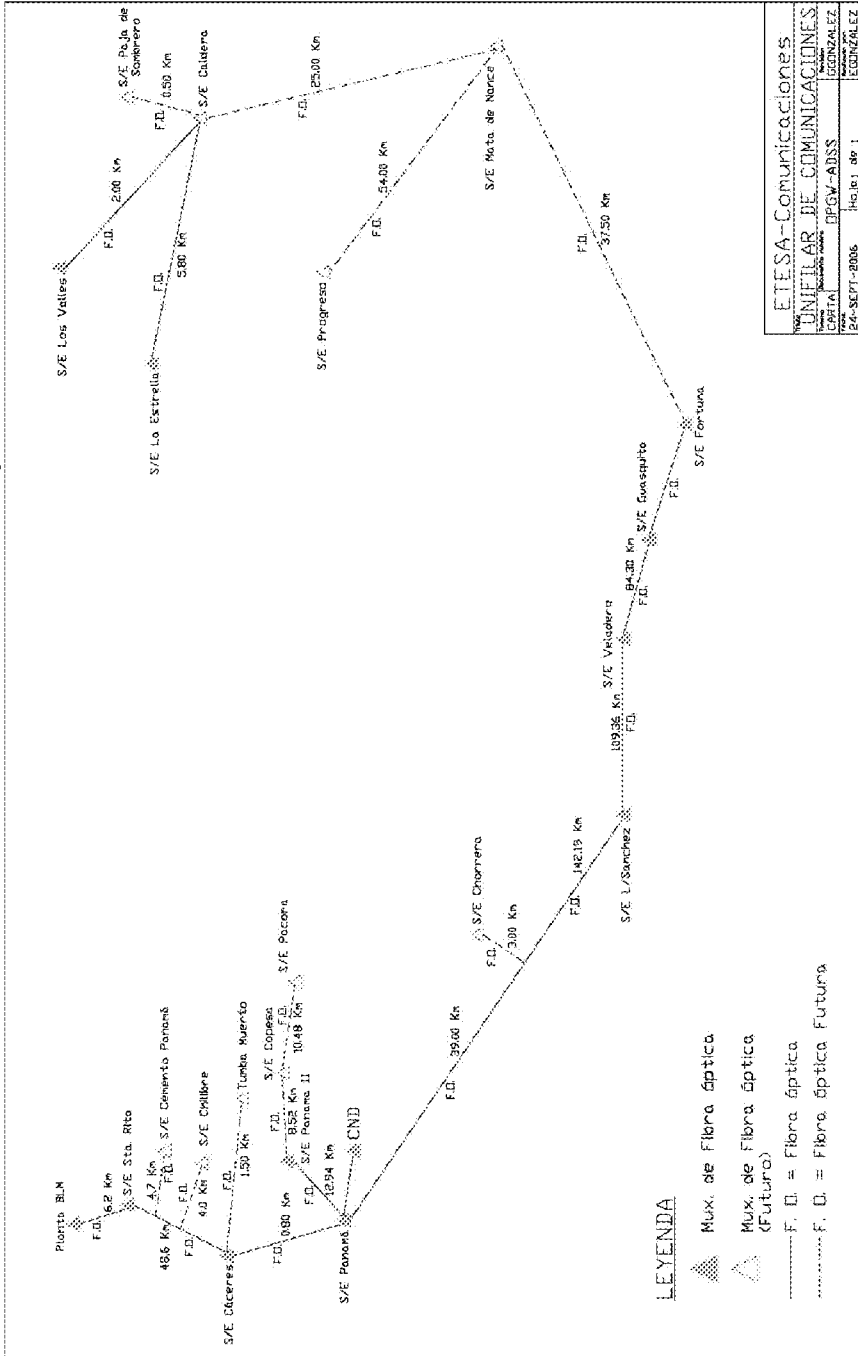 Planta BLM
F.O.
6.2 Km
S/E Sta. Rita
4.7 Km
F.O.
S/E Cemento Panamá
48.6 Km
F.O.
S/E Chilibre
4.0 Km
F.O.
Tumba Muerto
1.50 Km
S/E Cáceres
F.O.
0.80 Km
S/E Panamá
F.O.
12.94 Km
CND
S/E Panama II
F.O.
8.52 Km
S/E Copesa
F.O.
10.48 Km
S/E Pacora
F.O.
39.00 Km
S/E Chorrera
F.O.
3.00 Km
F.O.
142.19 Km
S/E L/Sanchez
109.36 Km
F.O.
S/E Veladero
84.30 Km
F.O.
S/E Guasquito
F.O.
S/E Fortuna
F.O.
37.50 Km
S/E Mata de Nance
F.O.
54.00 Km
S/E Progreso
F.O.
25.00 Km
S/E Caldera
F.O.
0.50 Km
S/E Paja de
Sombrero
F.O.
2.00 Km
S/E Los Valles
F.O.
5.80 Km
S/E La Estrella
LEYENDA
Mux. de Fibra óptica
Mux. de Fibra óptica
(Futuro)
F. O. = Fibra óptica
F. O. = Fibra óptica Futura
ETESA-Comunicaciones
UNIFILAR DE COMUNICACIONES
CARTA
OPGW-ADSS
EGONZALEZ
24-SEPT-2006
Hoja: 1 de 1
EGONZALEZ